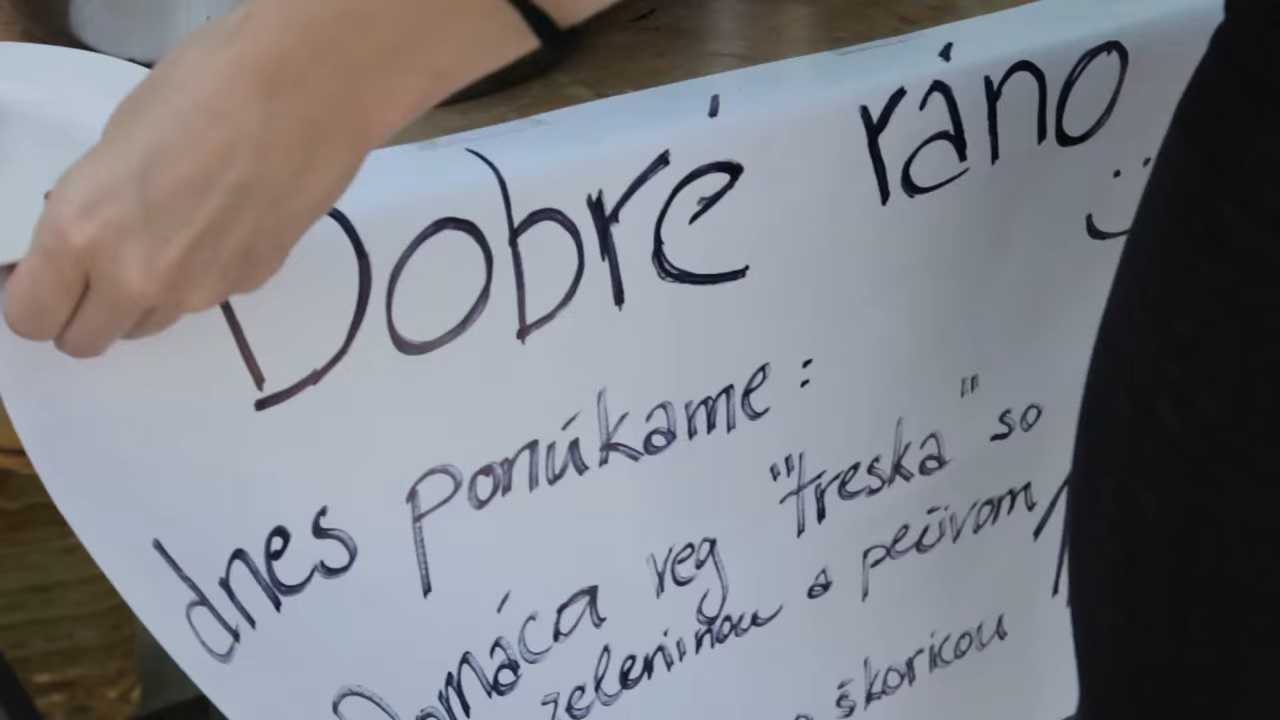 Dobré ráno
:)
dnes ponúkame:
Domáca veg "treska" so
zeleninou a pečivom
škoricou